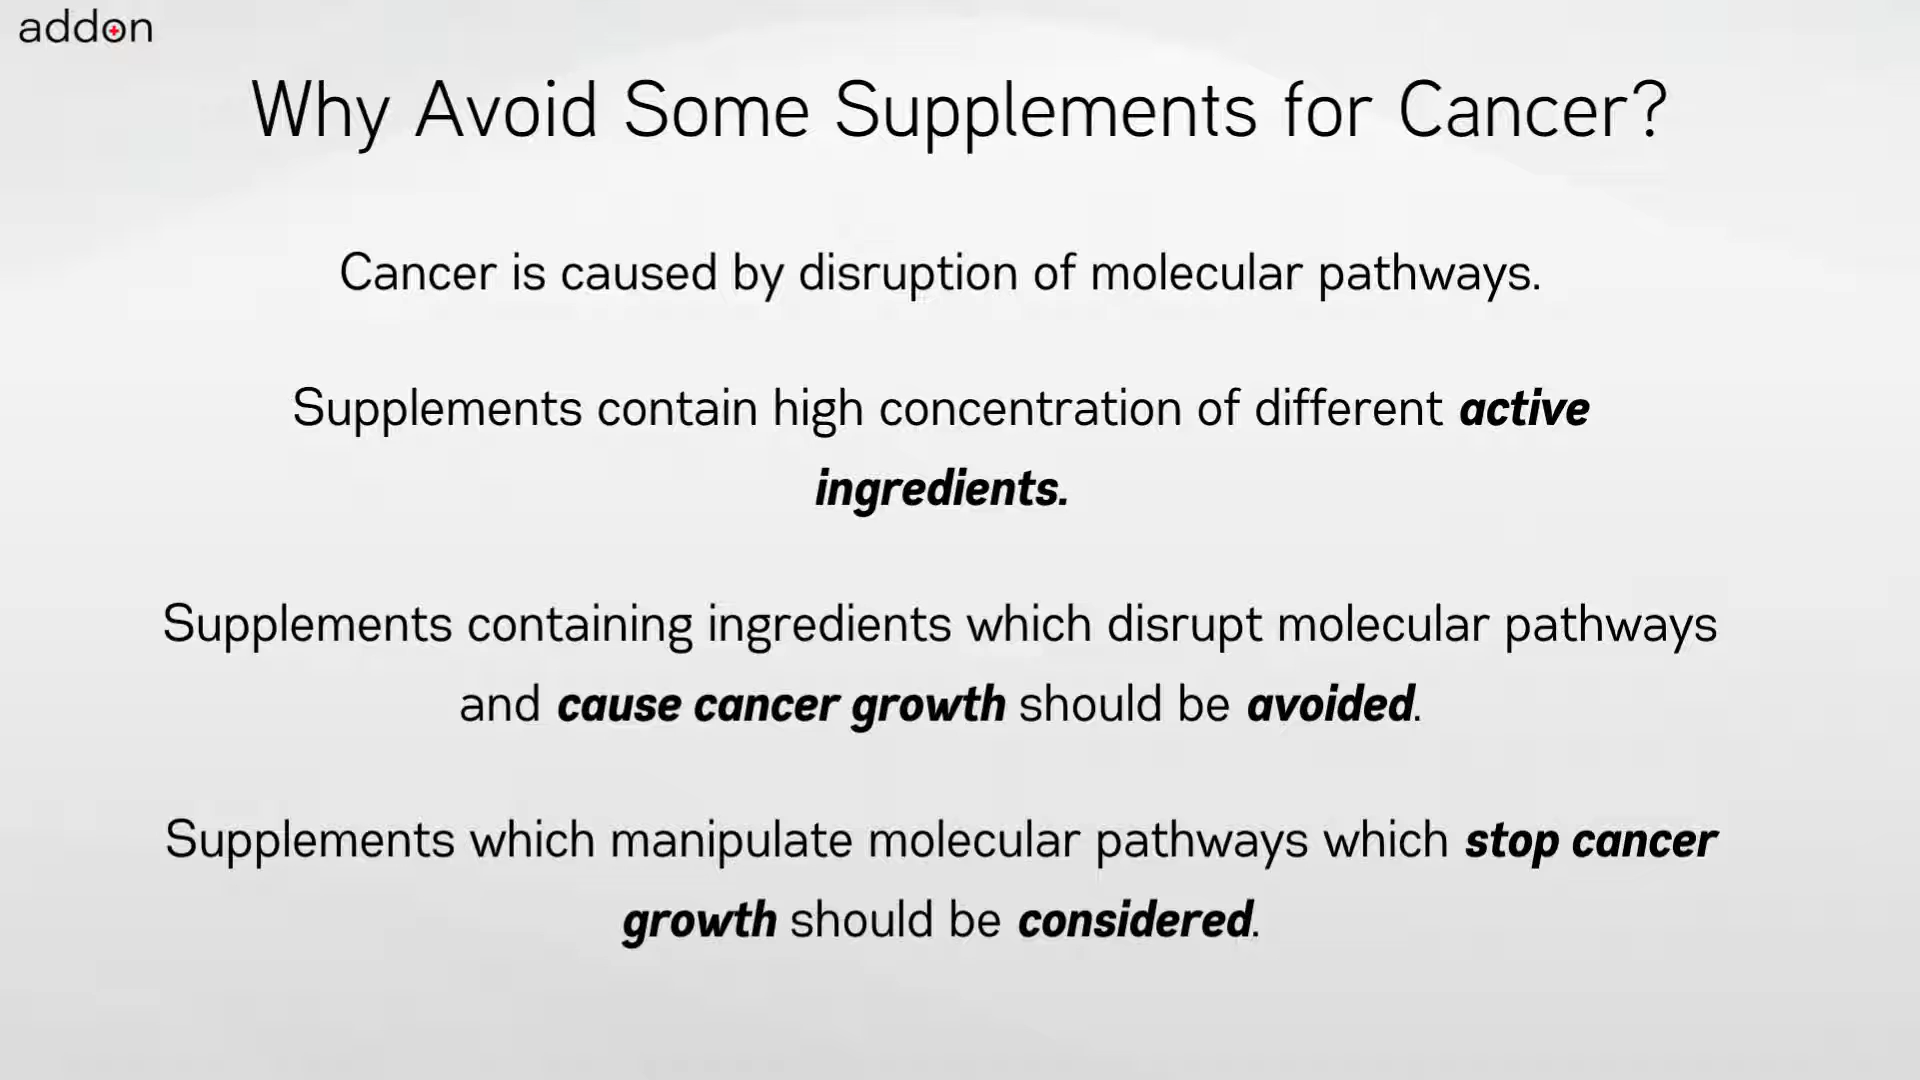 addon
Why Avoid Some Supplements for Cancer?
Cancer is caused by disruption of molecular pathways.
Supplements contain high concentration of different active
ingredients.
Supplements containing ingredients which disrupt molecular pathways
and cause cancer growth should be avoided.
Supplements which manipulate molecular pathways which stop cancer
growth should be considered.